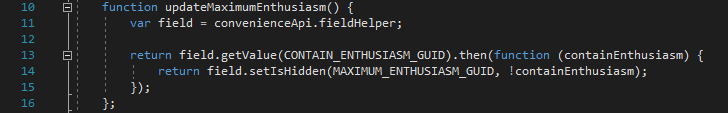 10 function updateMaximumEnthusiasm() {
11 var field = convenienceApi.fieldHelper;
12
13 return field.getValue(CONTAIN_ENTHUSIASM_GUID).then(function (containEnthusiasm) {
14 return field.setIsHidden(MAXIMUM_ENTHUSIASM_GUID, !containEnthusiasm);
15 });
16 };